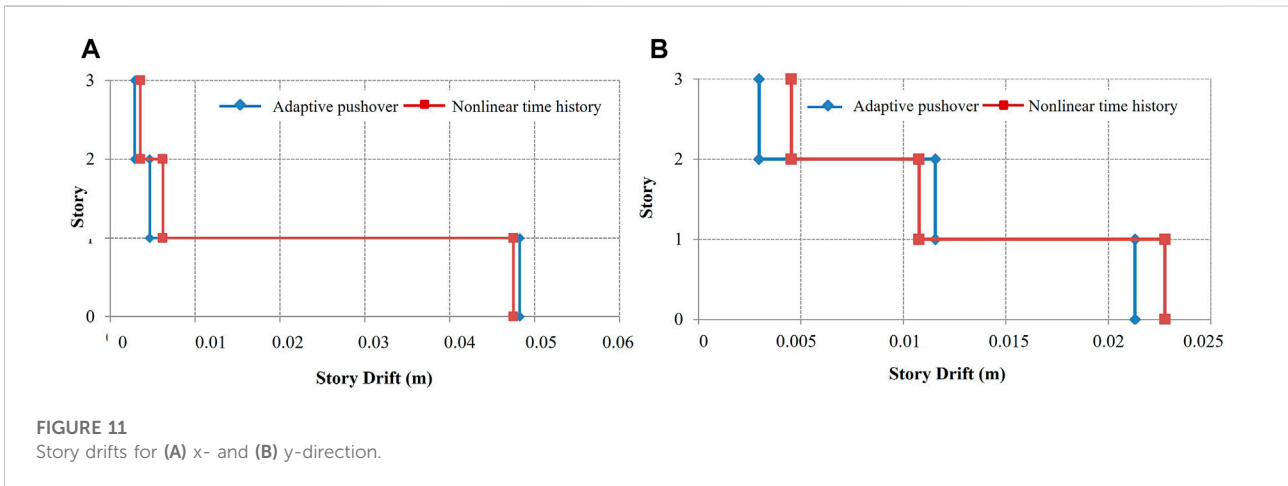 A
3
2
1
0
Story
Adaptive pushover
Nonlinear time history
0 0.01 0.02 0.03 0.04 0.05 0.06
Story Drift (m)
B
3
2
1
0
Story
Adaptive pushover
Nonlinear time history
0 0.005 0.01 0.015 0.02 0.025
Story Drift (m)
FIGURE 11
Story drifts for (A) x- and (B) y-direction.